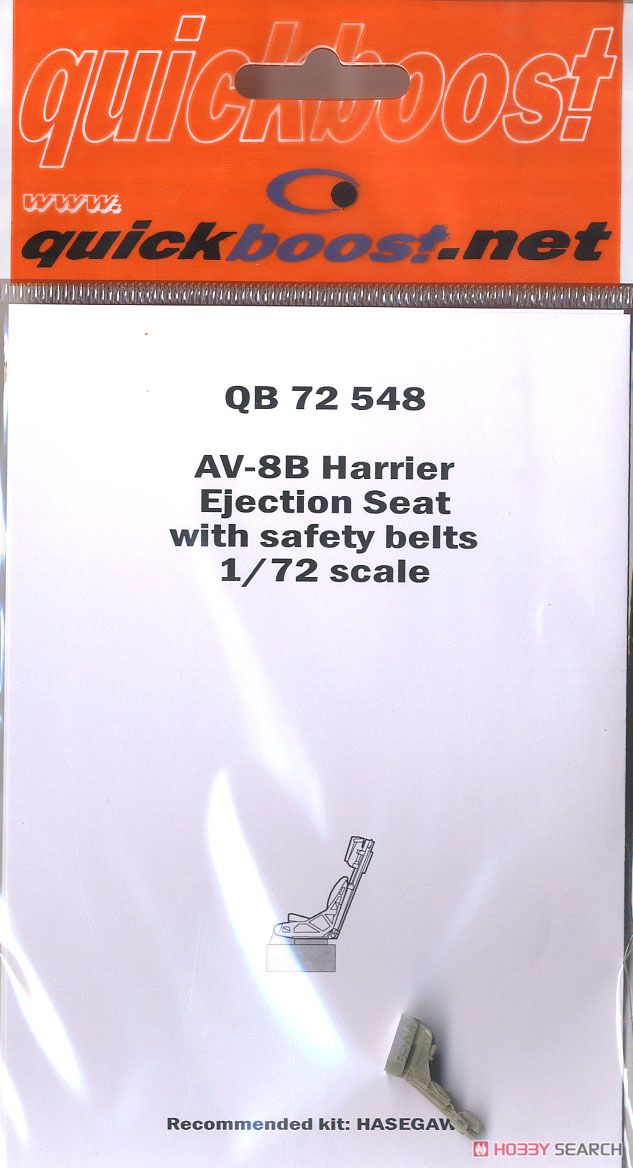 quickboost
www.
quickboost.net
QB 72 548
AV-8B Harrier
Ejection Seat
with safety belts
1/72 scale
Recommended kit: HASEGAW
HOBBY SEARCH